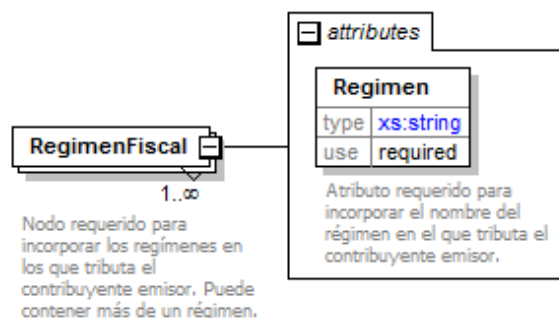 attributes
Regimen
type xs:string
use required
Atributo requerido para
incorporar el nombre del
régimen en el que tributa el
contribuyente emisor.
RegimenFiscal
1..∞
Nodo requerido para
incorporar los regímenes en
los que tributa el
contribuyente emisor. Puede
contener más de un régimen.